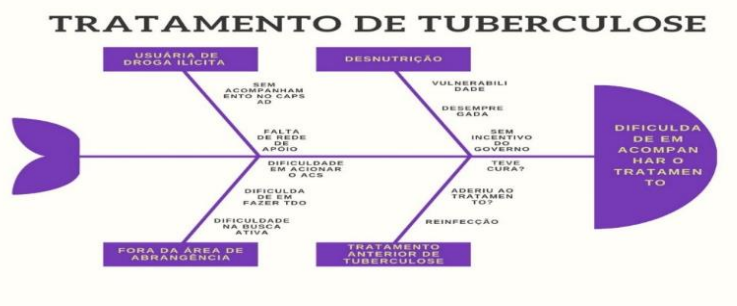 TRATAMENTO DE TUBERCULOSE
USUÁRIA DE
DROGA ILÍCITA
SEM
ACOMPANHAM
ENTO NO CAPS
AD
FALTA
DE REDE
DE
APOIO
DESNUTRIÇÃO
VULNERABILI
DADE
DESEMPRE
GADA
SEM
INCENTIVO
DO
GOVERNO
DIFICULDADE
EM ACIONAR
O ACS
DIFICULDA
DE EM
FAZER TDO
DIFICULDADE
NA BUSCA
ATIVA
FORA DA ÁREA DE
ABRANGÊNCIA
TEVE
CURA?
ADERIU AO
TRATAMEN
TO?
REINFECÇÃO
TRATAMENTO
ANTERIOR DE
TUBERCULOSE
DIFICULDA
DE EM
ACOMPAN
HAR O
TRATAMEN
TO